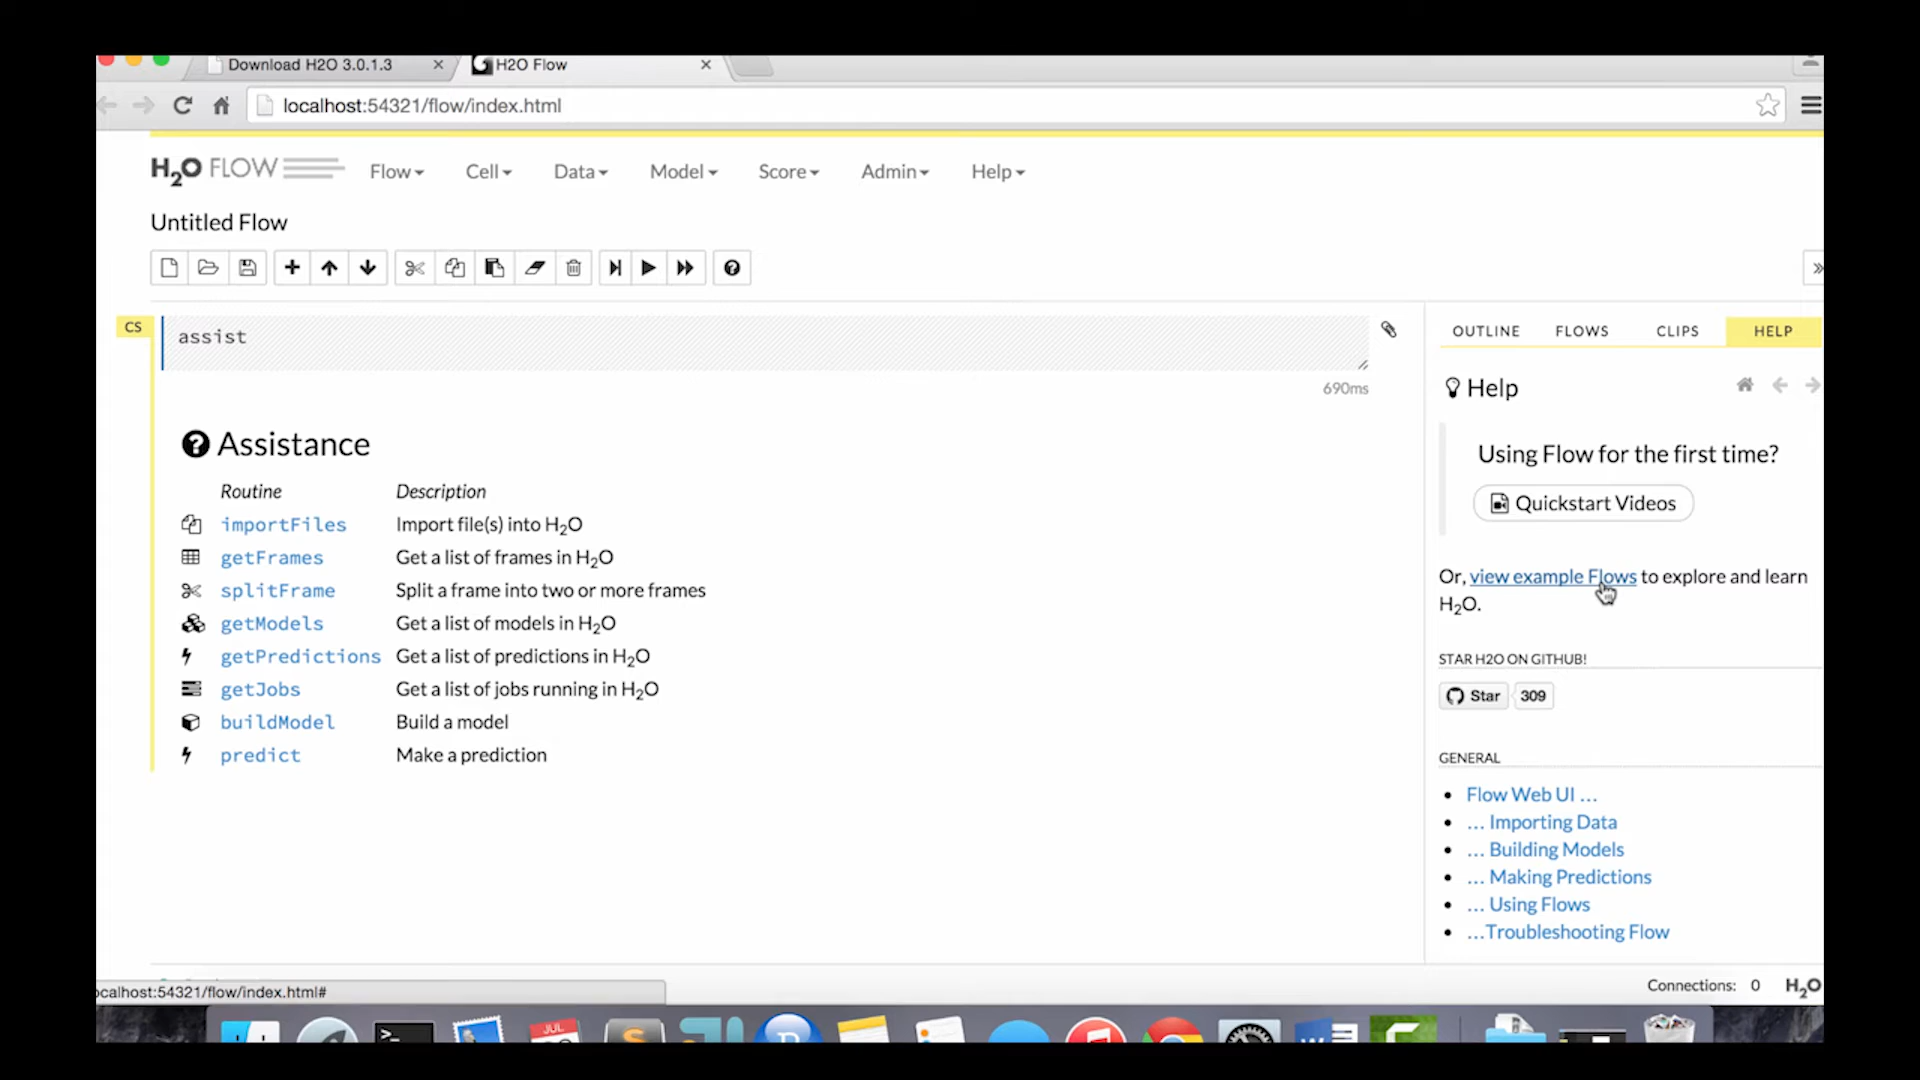 Download H2O 3.0.1.3
H2O Flow
localhost:54321/flow/index.html
H2O FLOW
Flow
Cell
Data
Model
Score
Admin
Help
Untitled Flow
CS
assist
690ms
Assistance
Routine Description
importFiles Import file(s) into H2O
getFrames Get a list of frames in H2O
splitFrame Split a frame into two or more frames
getModels Get a list of models in H2O
getPredictions Get a list of predictions in H2O
getJobs Get a list of jobs running in H2O
buildModel Build a model
predict Make a prediction
OUTLINE FLOWS CLIPS HELP
Help
Using Flow for the first time?
Quickstart Videos
Or, view example Flows to explore and learn
H2O.
STAR H2O ON GITHUB!
Star 309
GENERAL
Flow Web UI ...
... Importing Data
... Building Models
... Making Predictions
... Using Flows
...Troubleshooting Flow
Connections: 0 H2O
ocalhost:54321/flow/index.html#
JUL